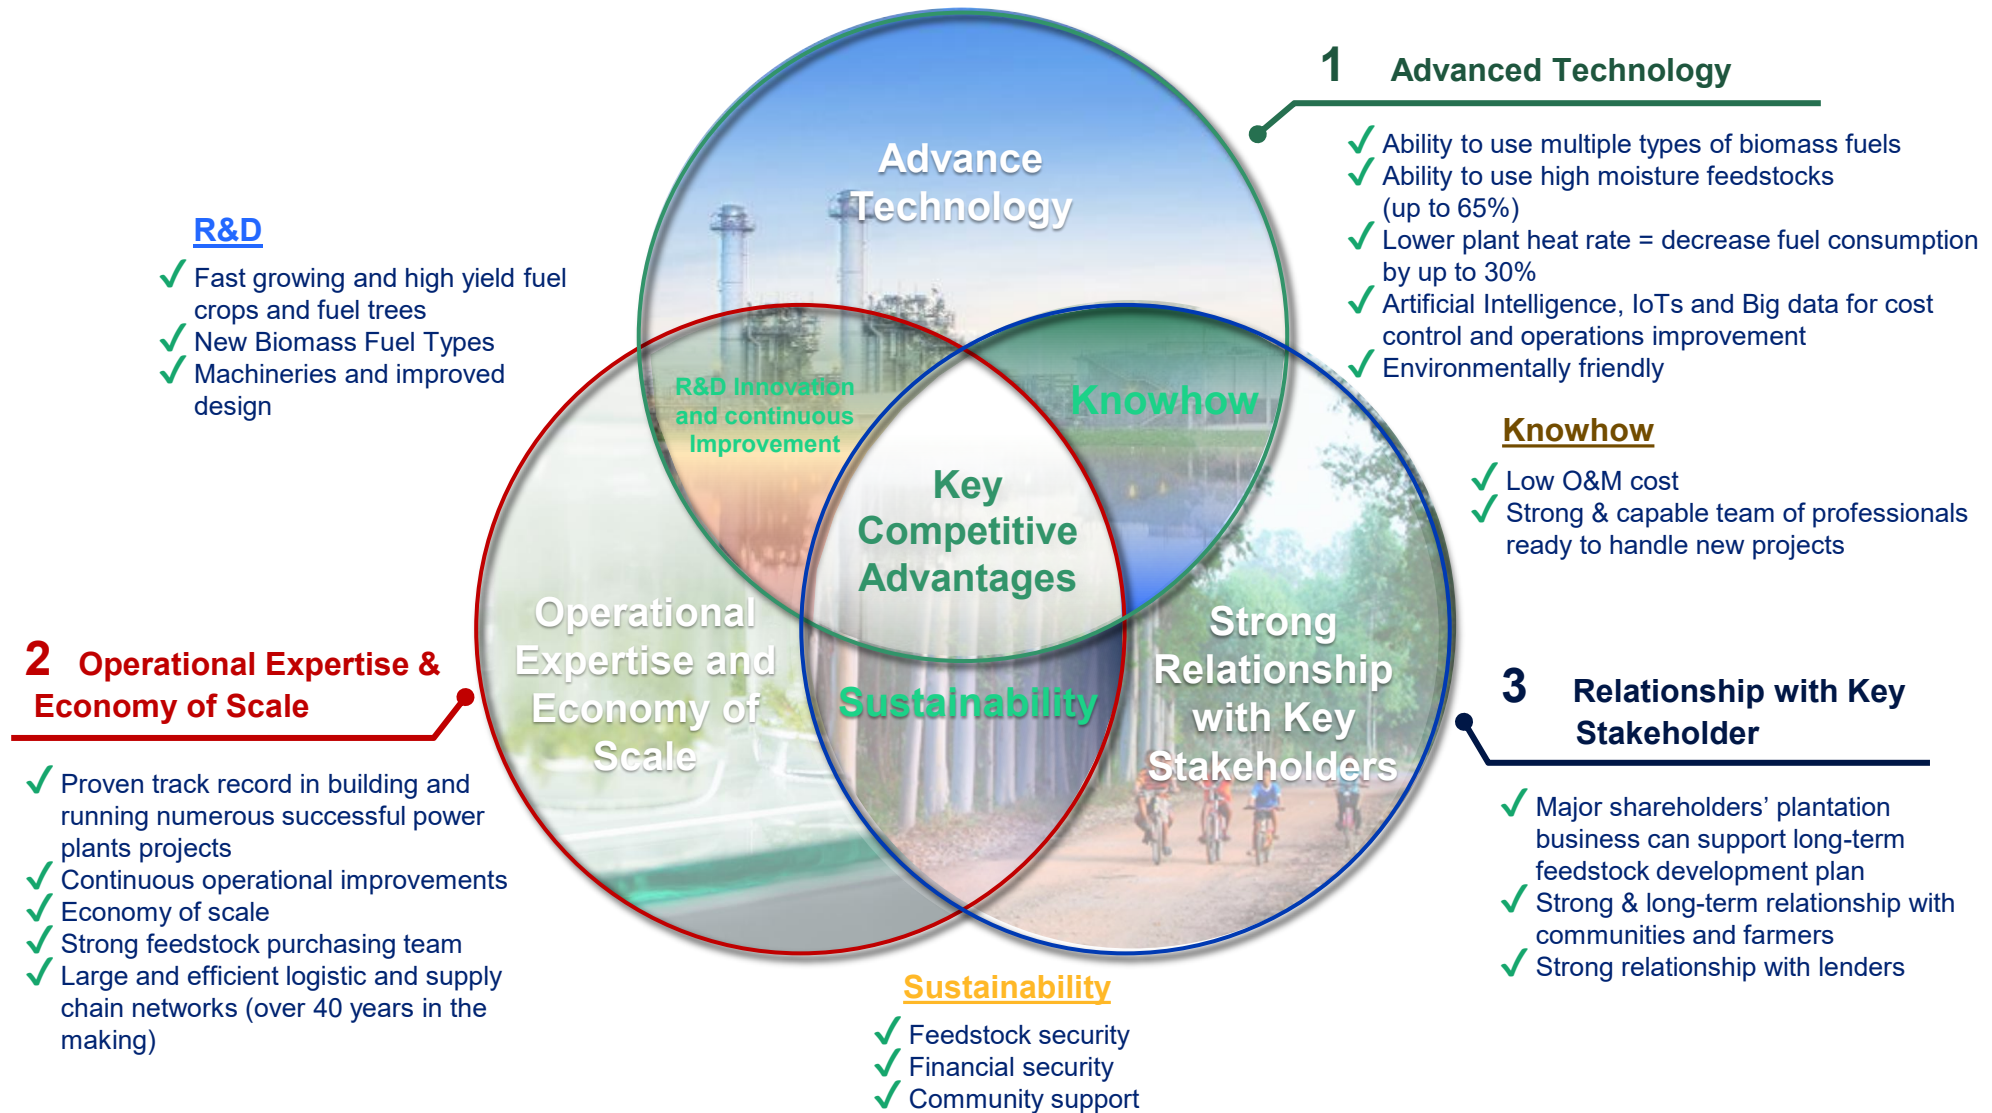 1 Advanced Technology
Ability to use multiple types of biomass fuels
Ability to use high moisture feedstocks
(up to 65%)
Lower plant heat rate = decrease fuel consumption
by up to 30%
Artificial Intelligence, IoTs and Big data for cost
control and operations improvement
Environmentally friendly
Advance
Technology
R&D
Fast growing and high yield fuel
crops and fuel trees
New Biomass Fuel Types
Machineries and improved
design
R&D Innovation
and continuous
Improvement
Knowhow
Knowhow
Low O&M cost
Strong & capable team of professionals
ready to handle new projects
Key
Competitive
Advantages
Operational
Expertise and
Economy of
Scale
Sustainability
Strong
Relationship
with Key
Stakeholders
2 Operational Expertise &
Economy of Scale
Proven track record in building and
running numerous successful power
plants projects
Continuous operational improvements
Economy of scale
Strong feedstock purchasing team
Large and efficient logistic and supply
chain networks (over 40 years in the
making)
3 Relationship with Key
Stakeholder
Major shareholders’ plantation
business can support long-term
feedstock development plan
Strong & long-term relationship with
communities and farmers
Strong relationship with lenders
Sustainability
Feedstock security
Financial security
Community support